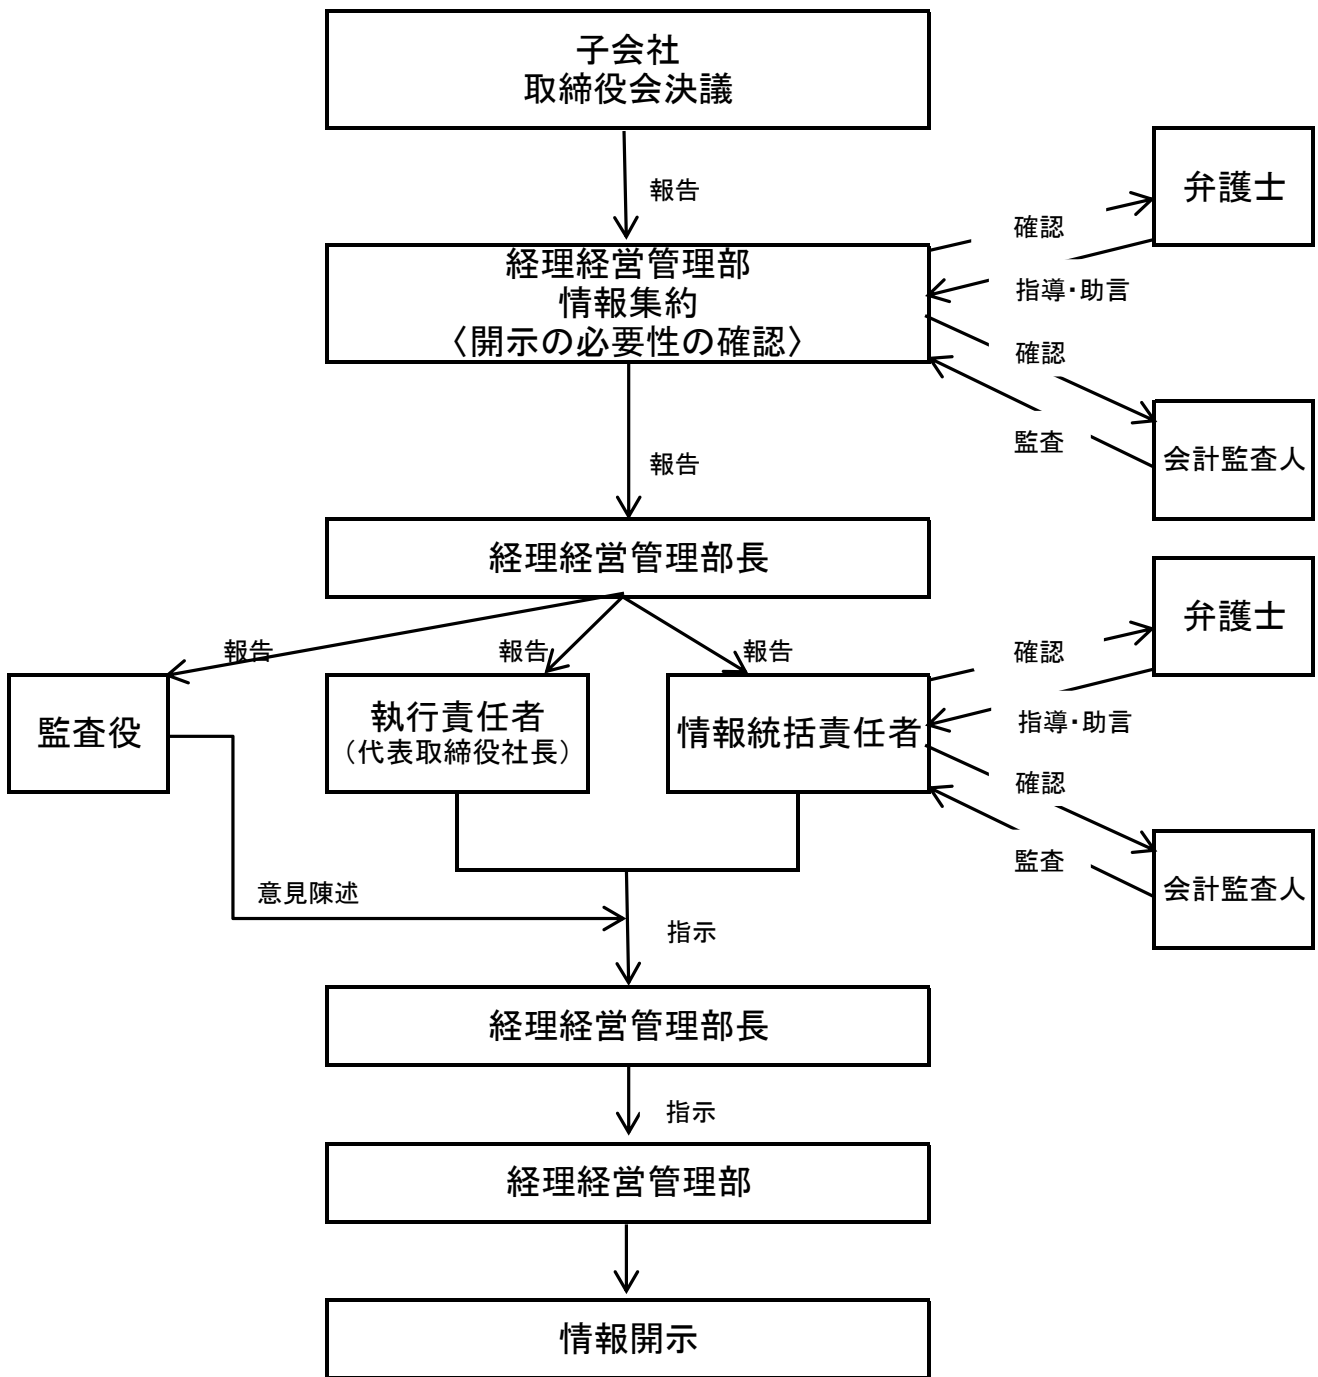 子会社
取締役会決議
報告
弁護士
確認
経理経営管理部
情報集約
〈開示の必要性の確認〉
指導・助言
確認
監査
会計監査人
報告
経理経営管理部長
弁護士
報告
報告
報告
確認
監査役
執行責任者
（代表取締役社長）
情報統括責任者
指導・助言
確認
監査
会計監査人
意見陳述
指示
経理経営管理部長
指示
経理経営管理部
情報開示